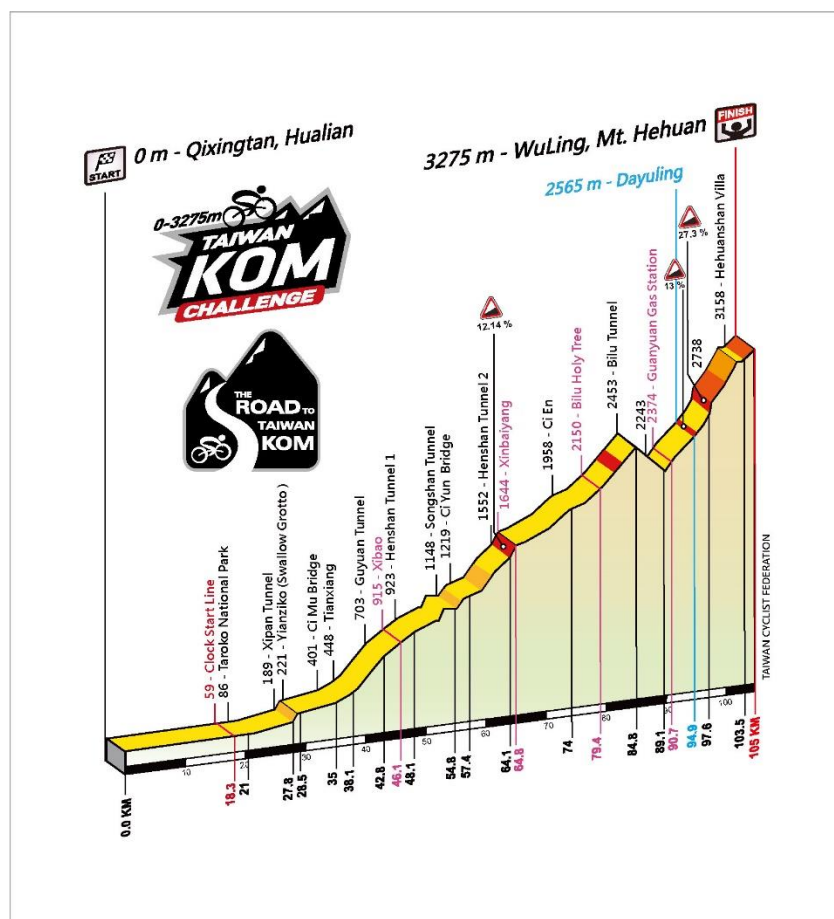 0 m - Qixingtan, Hualian
START
3275 m - WuLing, Mt. Hehuan
FINISH
2565 m - Dayuling
0-3275m
TAIWAN
KOM
CHALLENGE
THE
ROAD TO
TAIWAN
KOM
12.14 %
13 %
27.3 %
59 - Clock Start Line
86 - Taroko National Park
189 - Xipan Tunnel
221 - Yianziko (Swallow Grotto)
401 - Ci Mu Bridge
448 - Tianxiang
703 - Guyuan Tunnel
915 - Xibao
923 - Henshan Tunnel 1
1148 - Songshan Tunnel
1219 - Ci Yun Bridge
1552 - Henshan Tunnel 2
1644 - Xinbaiyang
1958 - Ci En
2150 - Bilu Holy Tree
2453 - Bilu Tunnel
2243
2374 - Guanyuan Gas Station
2738
3158 - Hehuanshan Villa
TAIWAN CYCLIST FEDERATION
10
20
30
40
50
60
70
80
90
100
0.0 KM
18.3
21
27.8
28.5
35
38.1
42.8
46.1
48.1
54.8
57.4
64.1
64.8
74
79.4
84.8
89.1
90.7
94.9
97.6
103.5
105 KM